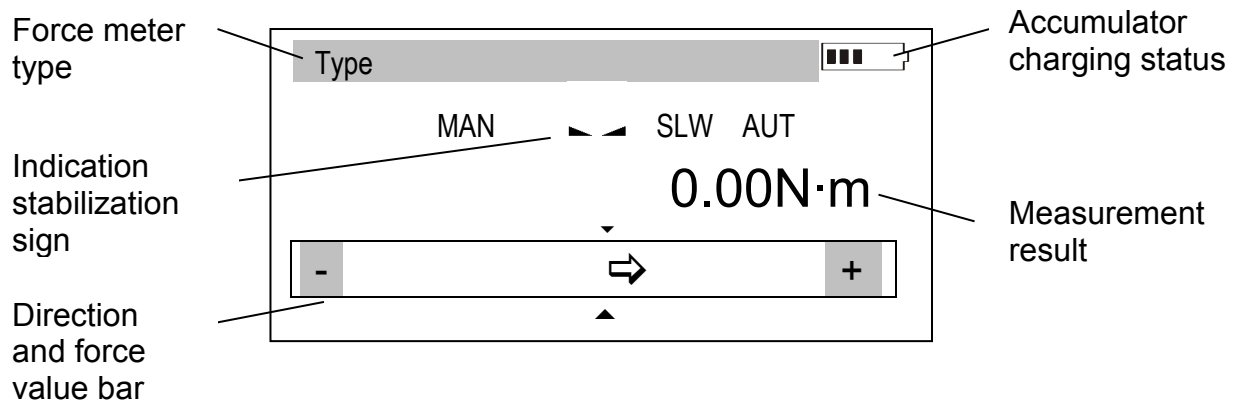 Force meter
type
Accumulator
charging status
Type
MAN SLW AUT
Indication
stabilization
sign
0.00N·m
Measurement
result
- +
Direction
and force
value bar